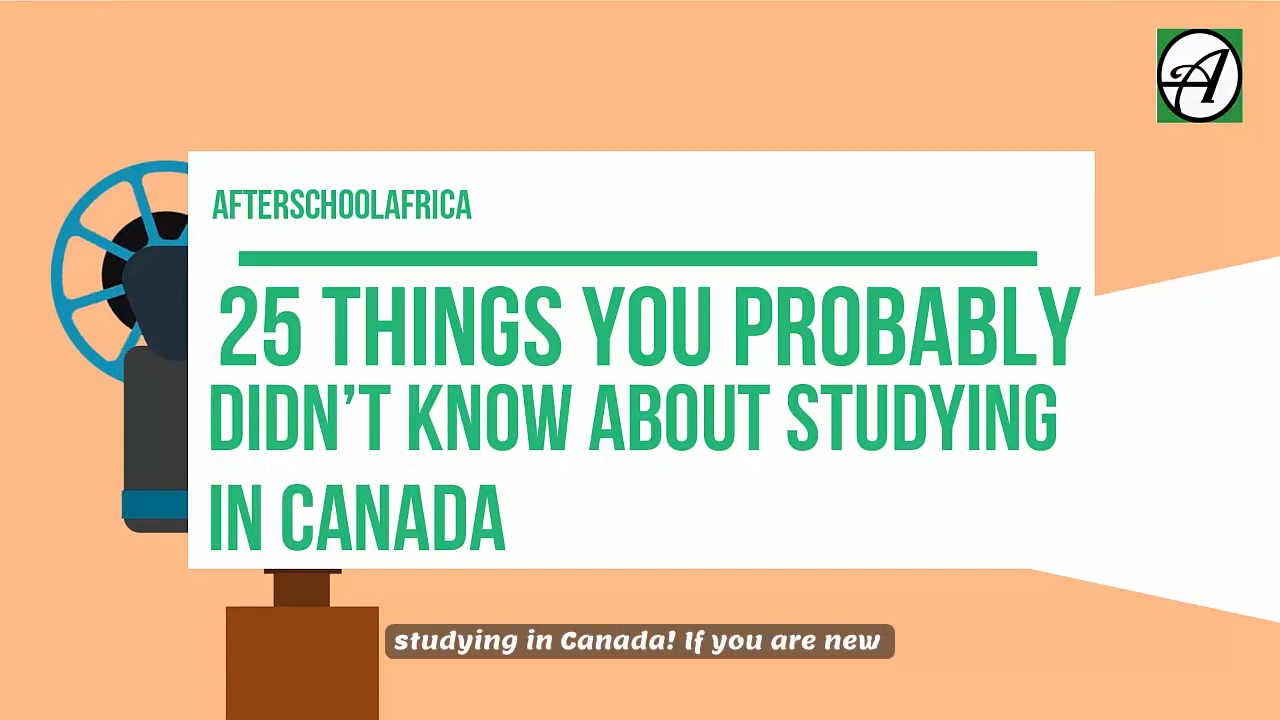 AFTERSCHOOLAFRICA
25 THINGS YOU PROBABLY
DIDN'T KNOW ABOUT STUDYING
IN CANADA
studying in Canada! If you are new
A